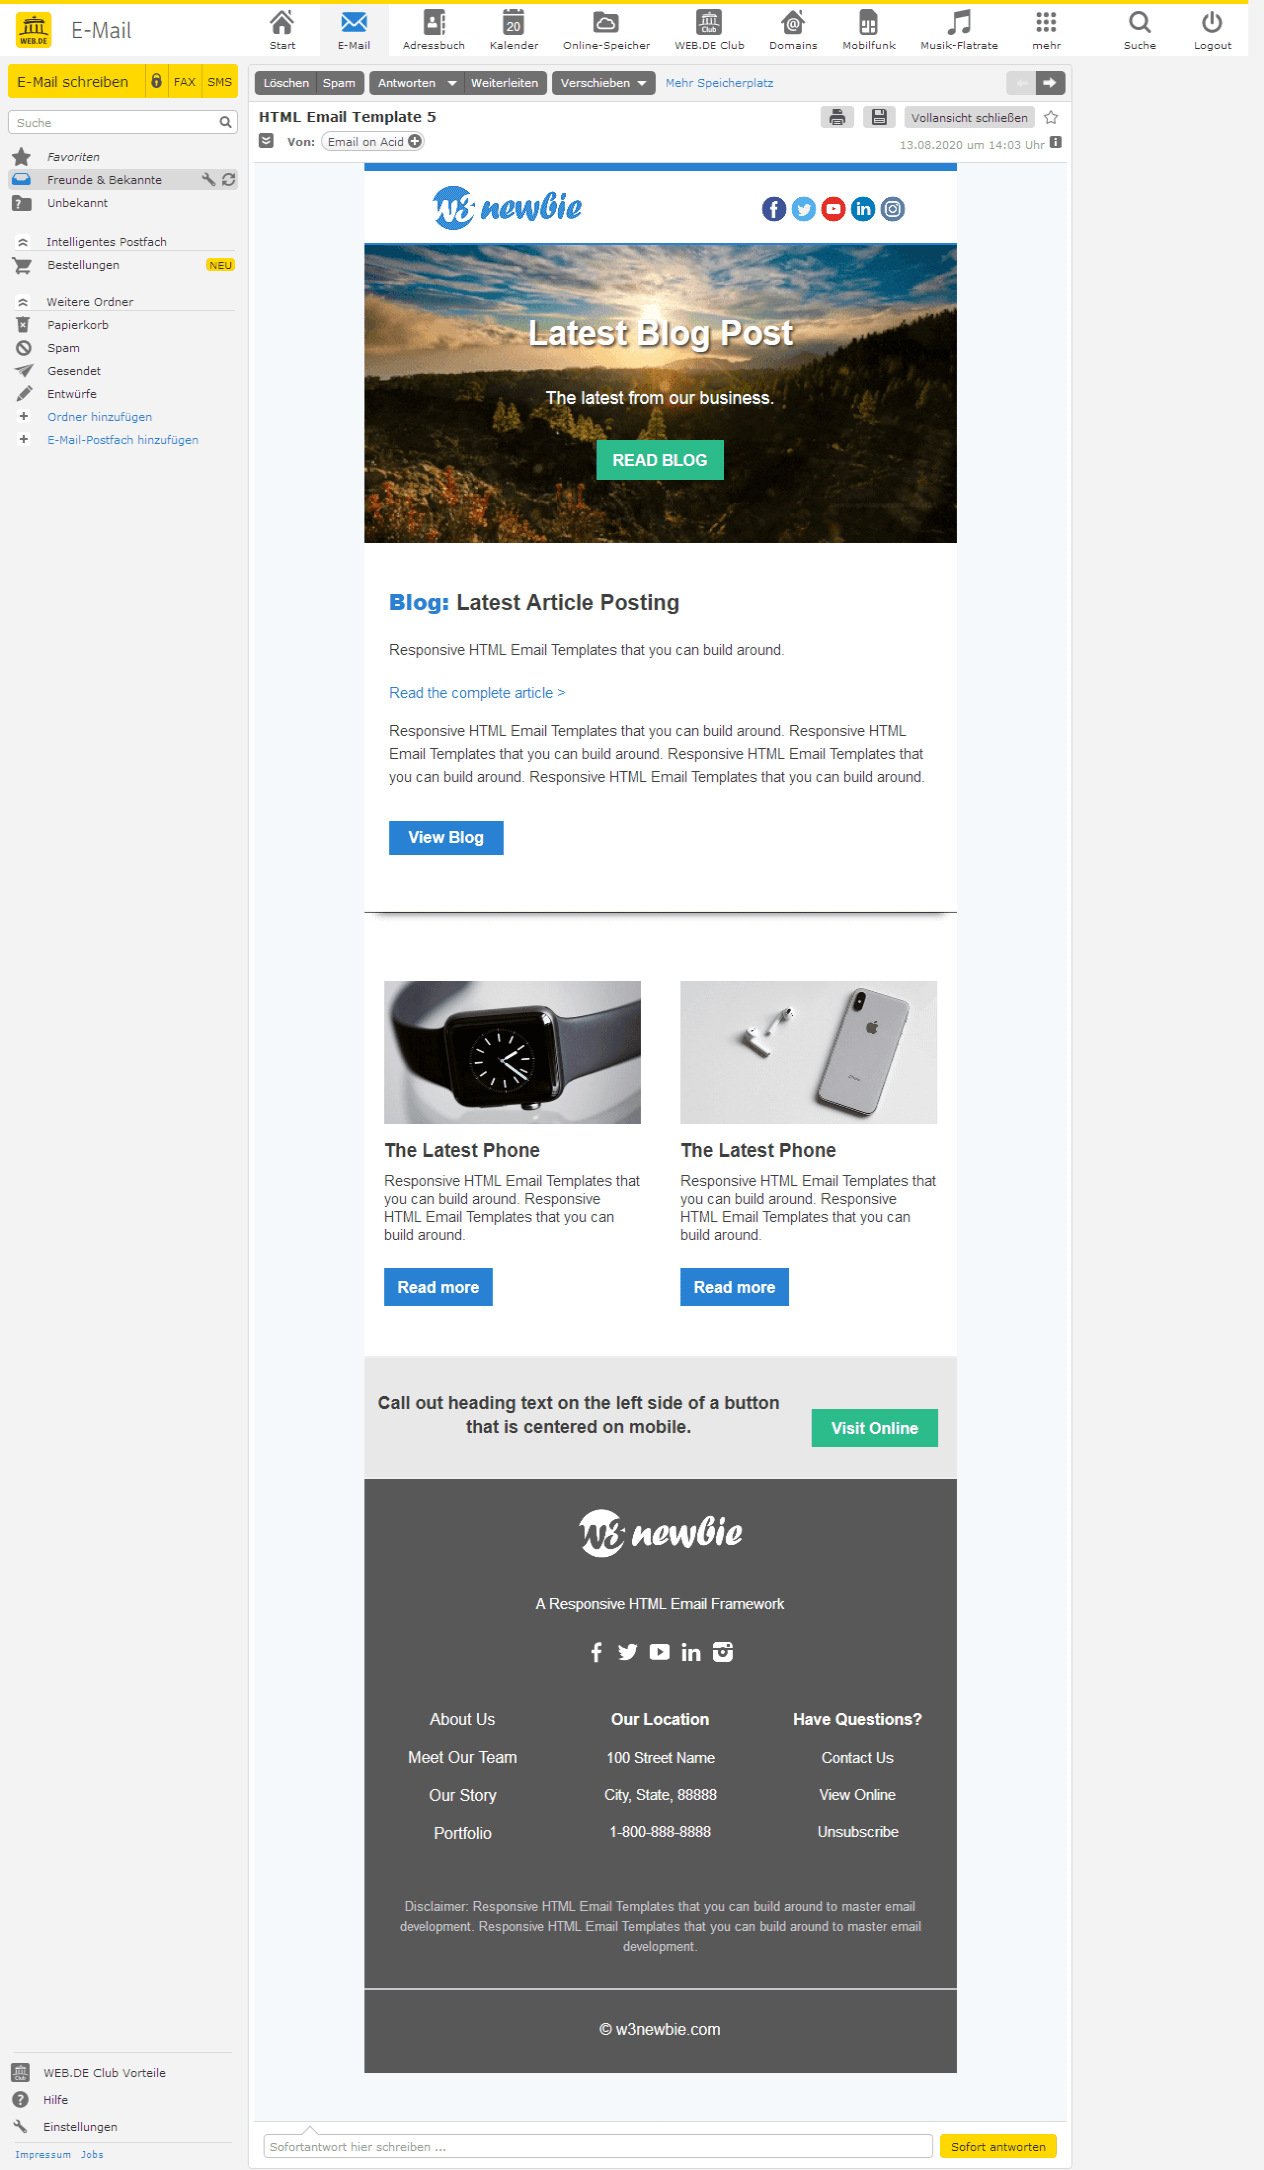 WEB.DE
E-Mail
Start
E-Mail
Adressbuch
20
Kalender
Online-Speicher
Club
WEB.DE Club
@
Domains
Mobilfunk
Musik-Flatrate
mehr
Suche
Logout
E-Mail schreiben
FAX
SMS
Suche
Favoriten
Freunde & Bekannte
?
Unbekannt
Intelligentes Postfach
Bestellungen
NEU
Weitere Ordner
Papierkorb
Spam
Gesendet
Entwürfe
+ Ordner hinzufügen
+ E-Mail-Postfach hinzufügen
Löschen
Spam
Antworten
Weiterleiten
Verschieben
Mehr Speicherplatz
HTML Email Template 5
Vollansicht schließen
Von: Email on Acid
13.08.2020 um 14:03 Uhr
w3 newbie
Latest Blog Post
The latest from our business.
READ BLOG
Blog: Latest Article Posting
Responsive HTML Email Templates that you can build around.
Read the complete article >
Responsive HTML Email Templates that you can build around. Responsive HTML
Email Templates that you can build around. Responsive HTML Email Templates that
you can build around. Responsive HTML Email Templates that you can build around.
View Blog
The Latest Phone
Responsive HTML Email Templates that
you can build around. Responsive
HTML Email Templates that you can
build around.
Read more
The Latest Phone
Responsive HTML Email Templates that
you can build around. Responsive
HTML Email Templates that you can
build around.
Read more
Call out heading text on the left side of a button
that is centered on mobile.
Visit Online
w3 newbie
A Responsive HTML Email Framework
About Us
Meet Our Team
Our Story
Portfolio
Our Location
100 Street Name
City, State, 88888
1-800-888-8888
Have Questions?
Contact Us
View Online
Unsubscribe
Disclaimer: Responsive HTML Email Templates that you can build around to master email
development. Responsive HTML Email Templates that you can build around to master email
development.
© w3newbie.com
Club
WEB.DE Club Vorteile
?
Hilfe
Einstellungen
Impressum Jobs
Sofortantwort hier schreiben ...
Sofort antworten